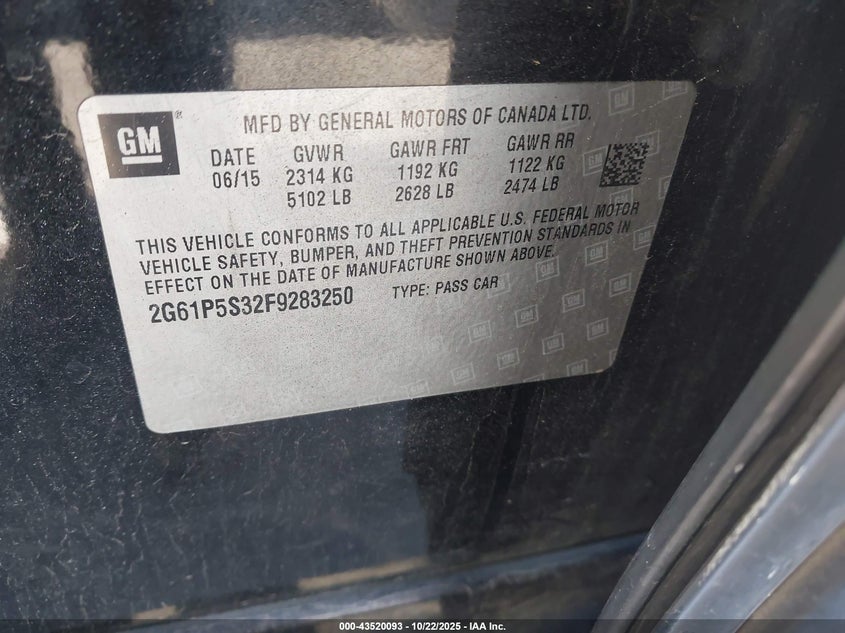 GM
®
MFD BY GENERAL MOTORS OF CANADA LTD.
DATE GVWR GAWR FRT GAWR RR
06/15 2314 KG 1192 KG 1122 KG
5102 LB 2628 LB 2474 LB
THIS VEHICLE CONFORMS TO ALL APPLICABLE U.S. FEDERAL MOTOR
VEHICLE SAFETY, BUMPER, AND THEFT PREVENTION STANDARDS IN
EFFECT ON THE DATE OF MANUFACTURE SHOWN ABOVE.
2G61P5S32F9283250 TYPE: PASS CAR
000-43520093 - 10/22/2025 - IAA Inc.